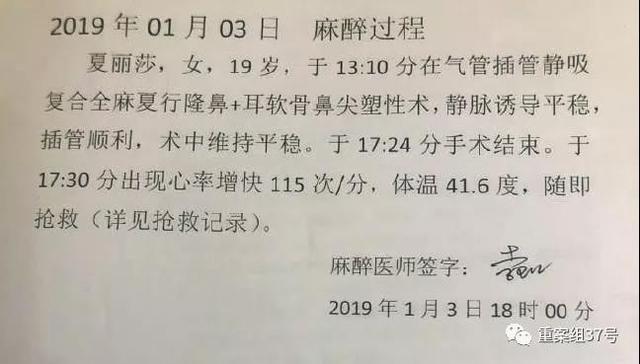 2019 年 01 月 03 日 麻醉过程
夏丽莎，女，19 岁，于 13:10 分在气管插管静吸
复合全麻夏行隆鼻+耳软骨鼻尖塑性术，静脉诱导平稳，
插管顺利，术中维持平稳。于 17:24 分手术结束。于
17:30 分出现心率增快 115 次/分，体温 41.6 度，随即
抢救（详见抢救记录）。
麻醉医师签字：
2019 年 1 月 3 日 18 时 00 分
重案组37号